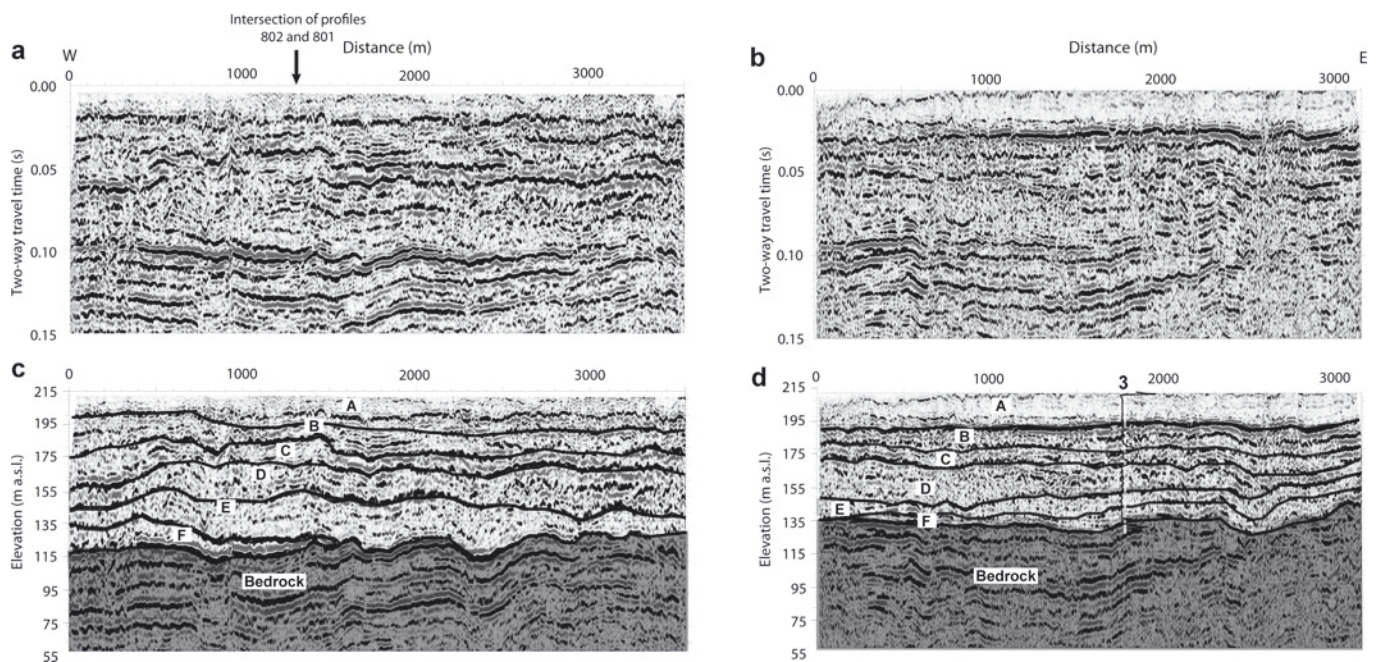 Intersection of profiles
802 and 801
a
W
Distance (m)
0 1000 2000 3000
0.00
0.05
0.10
0.15
Two-way travel time (s)
b
Distance (m)
E
0 1000 2000 3000
0.00
0.05
0.10
0.15
Two-way travel time (s)
c
0 1000 2000 3000
215
195
175
155
135
115
95
75
55
Elevation (m a.s.l.)
A
B
C
D
E
F
Bedrock
d
0 1000 2000 3000
3
215
195
175
155
135
115
95
75
55
Elevation (m a.s.l.)
A
B
C
D
E
F
Bedrock